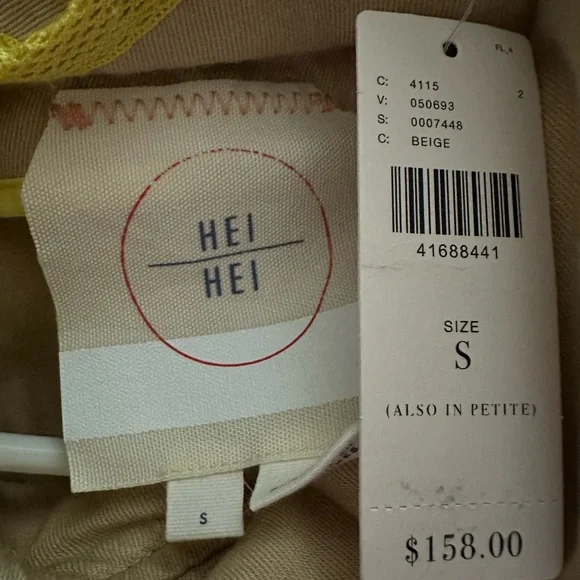 HEI
HEI
S
FL_4
2
C: 4115
V: 050693
S: 0007448
C: BEIGE
41688441
SIZE
S
(ALSO IN PETITE)
$158.00